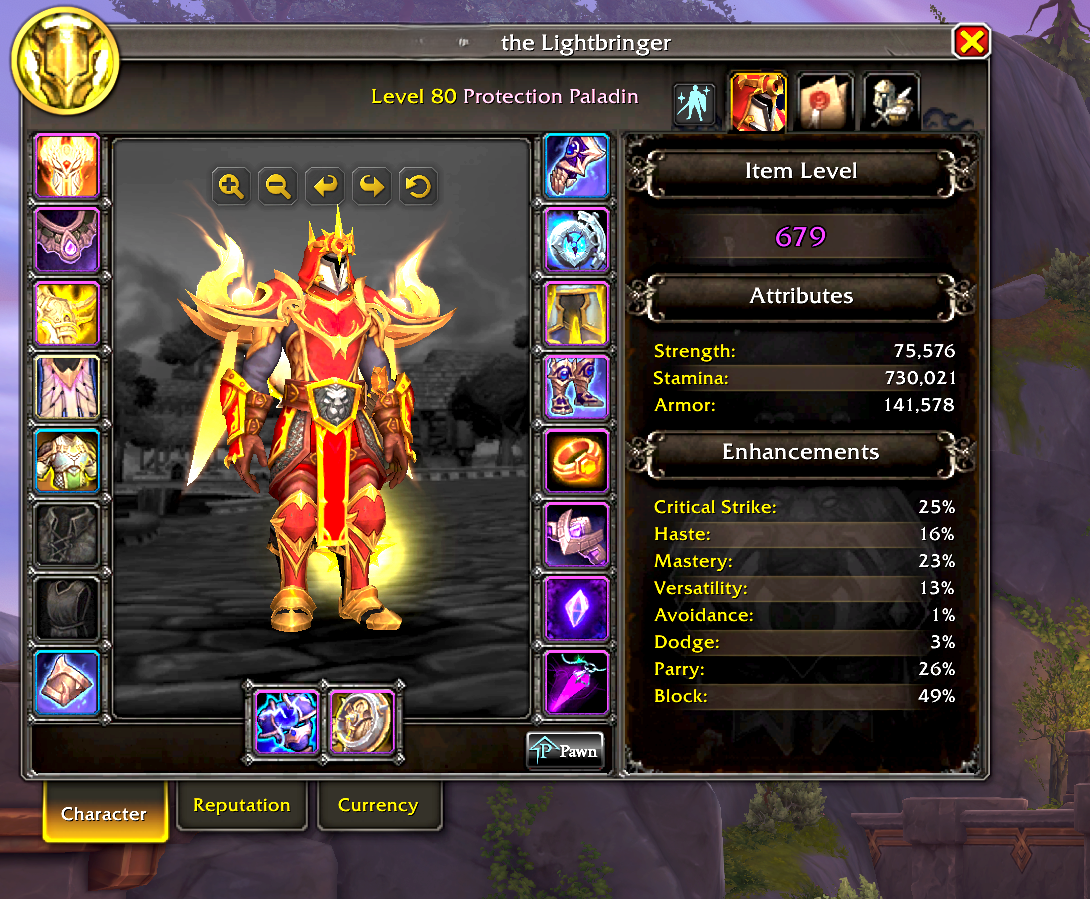 the Lightbringer
Level 80 Protection Paladin
Item Level
679
Attributes
Strength: 75,576
Stamina: 730,021
Armor: 141,578
Enhancements
Critical Strike: 25%
Haste: 16%
Mastery: 23%
Versatility: 13%
Avoidance: 1%
Dodge: 3%
Parry: 26%
Block: 49%
Pawn
Character
Reputation
Currency